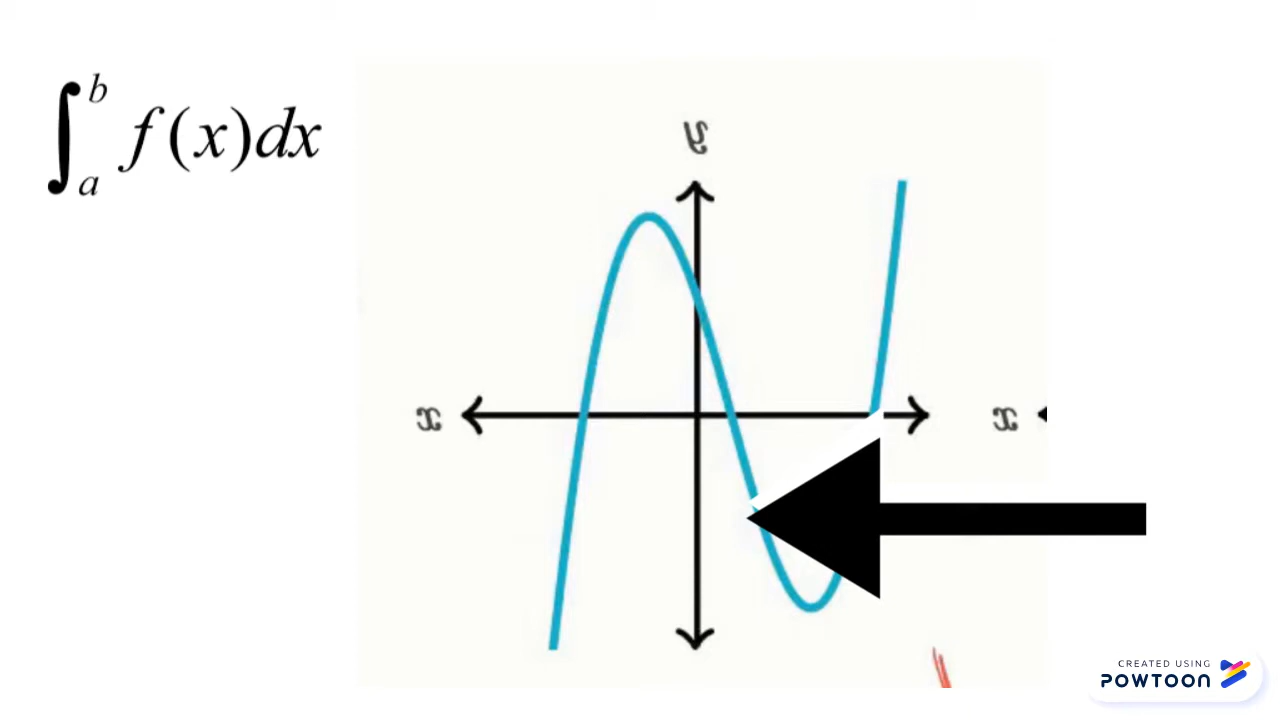 ∫_a^b f(x)dx
y
x x
CREATED USING
POWTOON